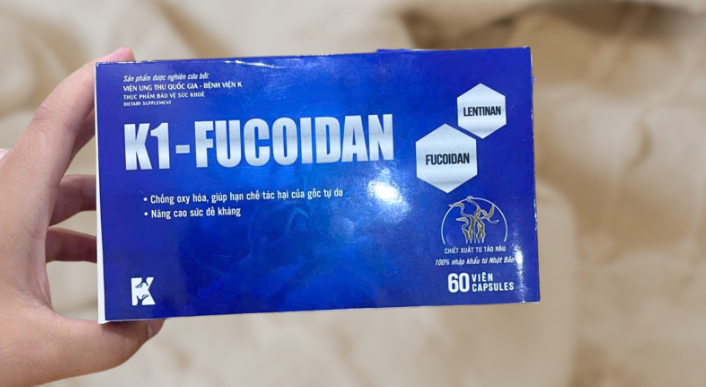 Sản phẩm được nghiên cứu bởi:
VIỆN UNG THƯ QUỐC GIA - BỆNH VIỆN K
THỰC PHẨM BẢO VỆ SỨC KHOẺ
DIETARY SUPPLEMENT
K1-FUCOIDAN
LENTINAN
FUCOIDAN
• Chống oxy hóa, giúp hạn chế tác hại của gốc tự do
• Nâng cao sức đề kháng
CHIẾT XUẤT TỪ TẢO NÂU
100% nhập khẩu từ Nhật Bản
60 VIÊN
CAPSULES
K